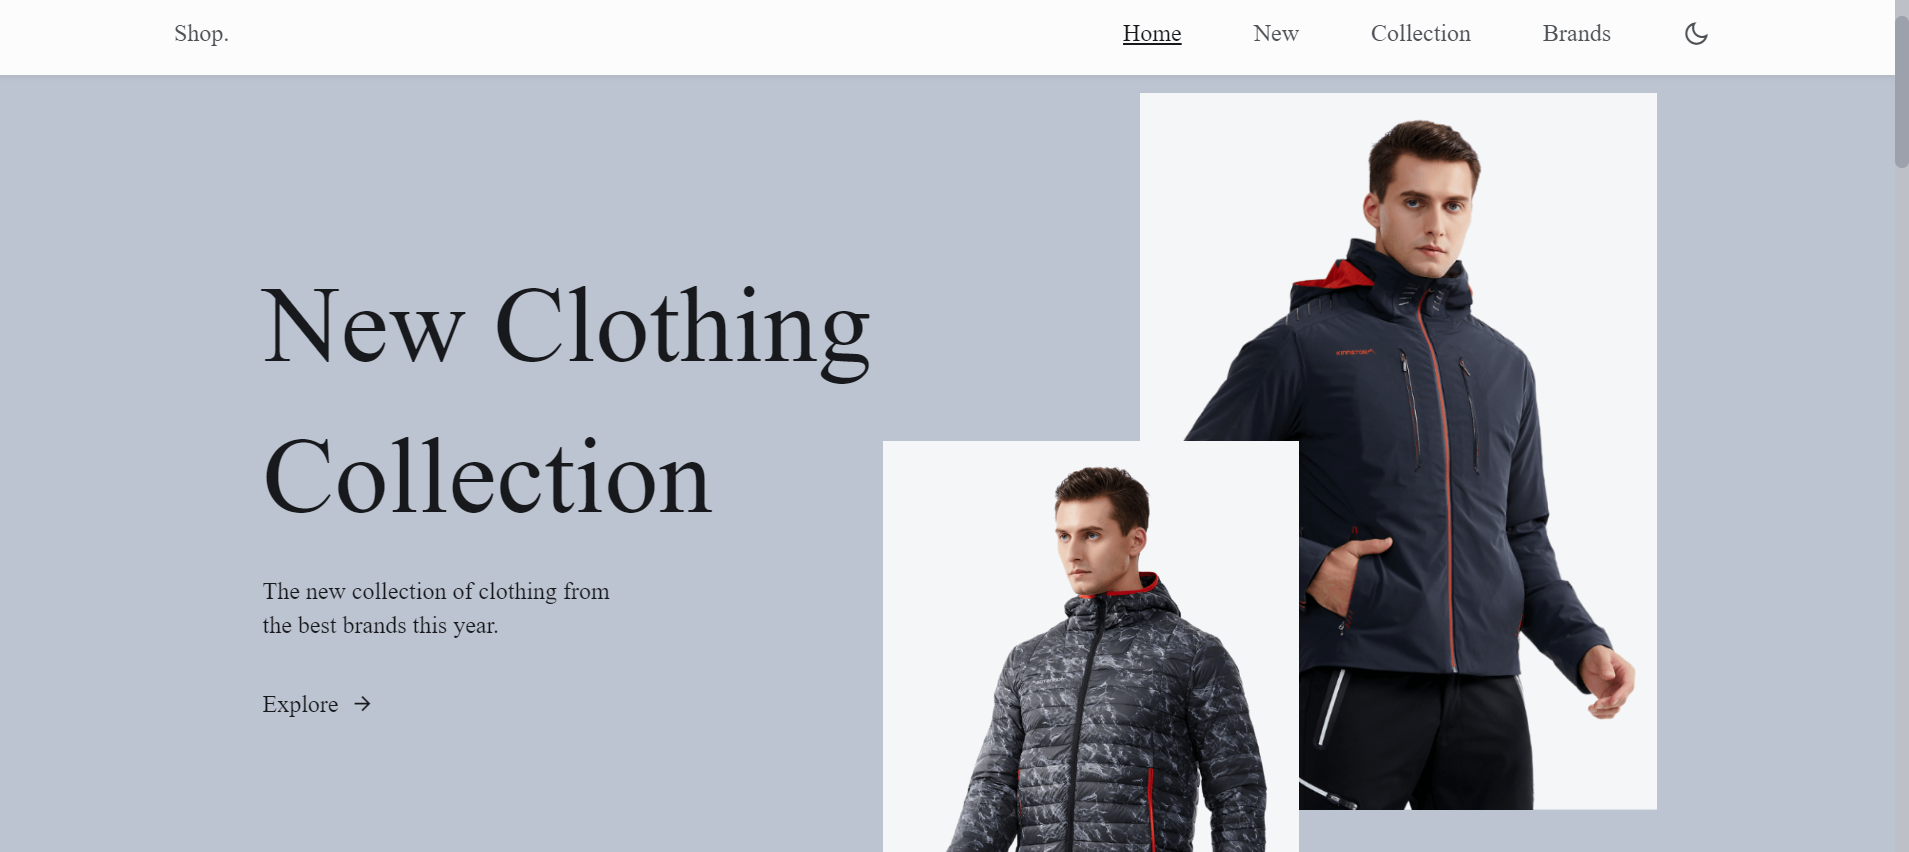 Shop.
Home
New
Collection
Brands
New Clothing
Collection
The new collection of clothing from
the best brands this year.
Explore